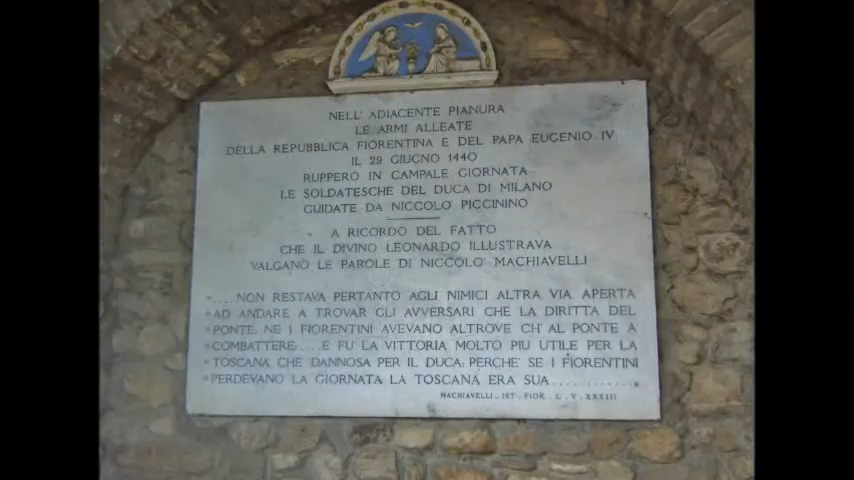 NELL' ADIACENTE PIANURA
LE ARMI ALLEATE
DELLA REPUBBLICA FIORENTINA E DEL PAPA EUGENIO IV
IL 29 GIUGNO 1440
RUPPERO IN CAMPALE GIORNATA
LE SOLDATESCHE DEL DUCA DI MILANO
GUIDATE DA NICCOLO' PICCININO
A RICORDO DEL FATTO
CHE IL DIVINO LEONARDO ILLUSTRAVA
VALGANO LE PAROLE DI NICCOLO' MACHIAVELLI
"....NON RESTAVA PERTANTO AGLI NIMICI ALTRA VIA APERTA
"AD ANDARE A TROVAR GLI AVVERSARI CHE LA DIRITTA DEL
"PONTE. NE I FIORENTINI AVEVANO ALTROVE CH' AL PONTE A
"COMBATTERE.....E FU LA VITTORIA MOLTO PIU UTILE PER LA
"TOSCANA CHE DANNOSA PER IL DUCA: PERCHE' SE I FIORENTINI
"PERDEVANO LA GIORNATA LA TOSCANA ERA SUA............."
MACHIAVELLI - IST. FIOR. L. V. XXXIII